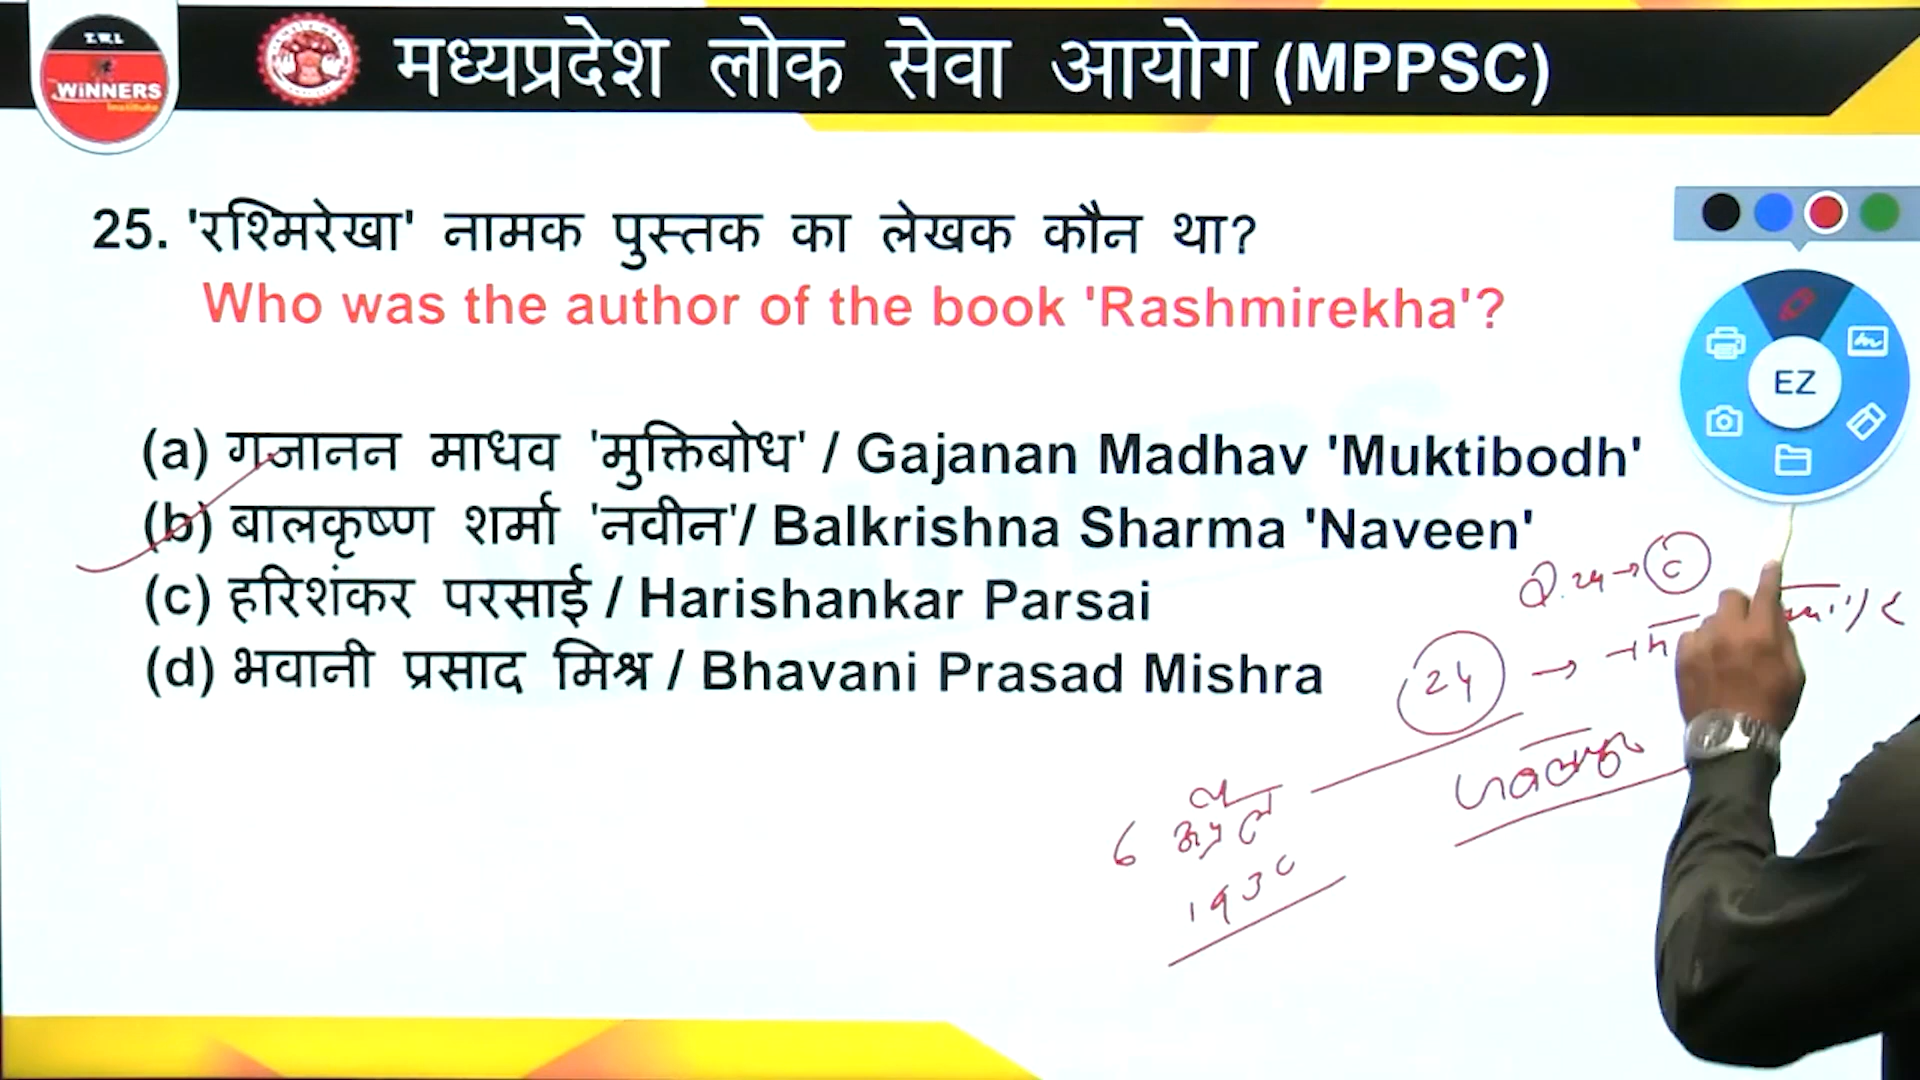 T.W.I.
WiNNERS
Institute
मध्यप्रदेश लोक सेवा आयोग (MPPSC)
25. 'रश्मिरेखा' नामक पुस्तक का लेखक कौन था?
Who was the author of the book 'Rashmirekha'?
(a) गजानन माधव 'मुक्तिबोध' / Gajanan Madhav 'Muktibodh'
(b) बालकृष्ण शर्मा 'नवीन'/ Balkrishna Sharma 'Naveen'
(c) हरिशंकर परसाई / Harishankar Parsai
(d) भवानी प्रसाद मिश्र / Bhavani Prasad Mishra
EZ
Q.24→ c
24 →
6 अप्रैल
1930